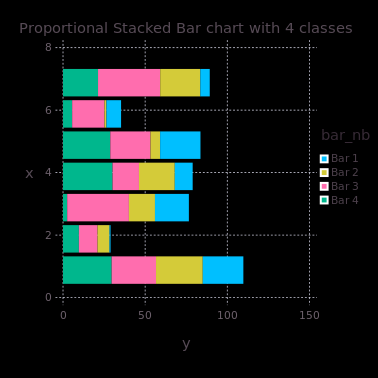 Proportional Stacked Bar chart with 4 classes
8
6
x
4
2
0
0 50 100 150
y
bar_nb
Bar 1
Bar 2
Bar 3
Bar 4